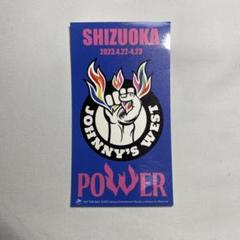 SHIZUOKA
2023.4.22-4.23
JOHNNY'S WEST
POWER